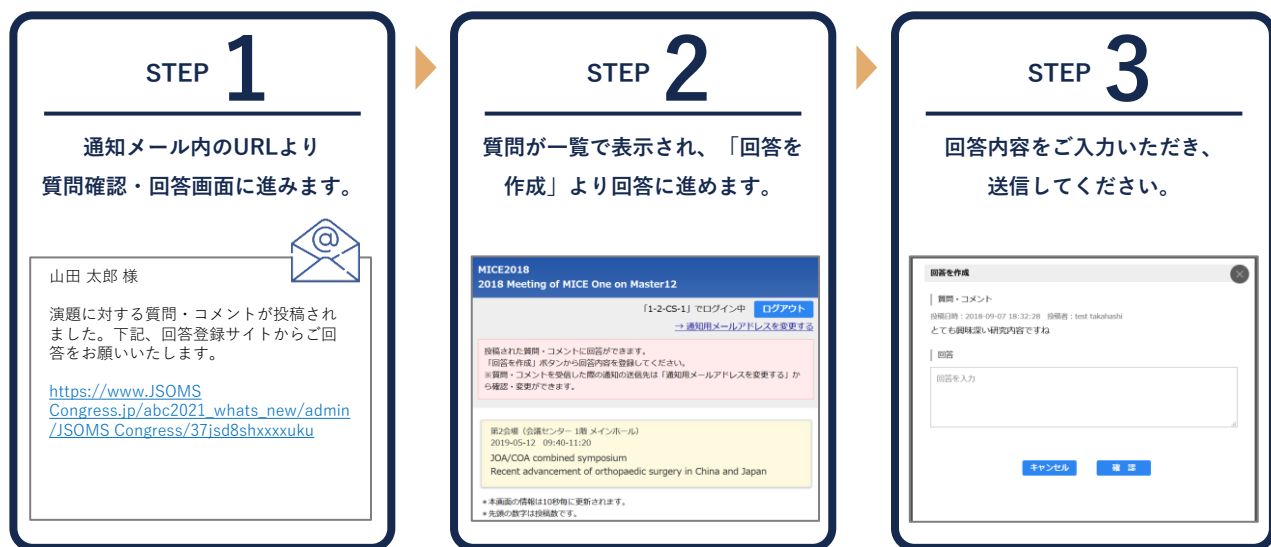 STEP 1
通知メール内のURLより
質問確認・回答画面に進みます。
@
山田 太郎 様
演題に対する質問・コメントが投稿され
ました。下記、回答登録サイトからご回
答をお願いいたします。
https://www.JSOMS
Congress.jp/abc2021_whats_new/admin
/JSOMS Congress/37jsd8shxxxxuku
STEP 2
質問が一覧で表示され、「回答を
作成」より回答に進めます。
MICE2018
2018 Meeting of MICE One on Master12
「1-2-CS-1」でログイン中 ログアウト
→ 通知用メールアドレスを変更する
投稿された質問・コメントに回答ができます。
「回答を作成」ボタンから回答内容を登録してください。
※質問・コメントを受信した際の通知の送信先は「通知用メールアドレスを変更する」か
ら確認・変更ができます。
第2会場（会議センター 1階 メインホール）
2019-05-12 09:40-11:20
JOA/COA combined symposium
Recent advancement of orthopaedic surgery in China and Japan
* 本画面の情報は10秒毎に更新されます。
* 先頭の数字は投稿数です。
STEP 3
回答内容をご入力いただき、
送信してください。
回答を作成
質問・コメント
投稿日時：2018-09-07 18:32:28 投稿者：test takahashi
とても興味深い研究内容ですね
回答
回答を入力
キャンセル 確 認